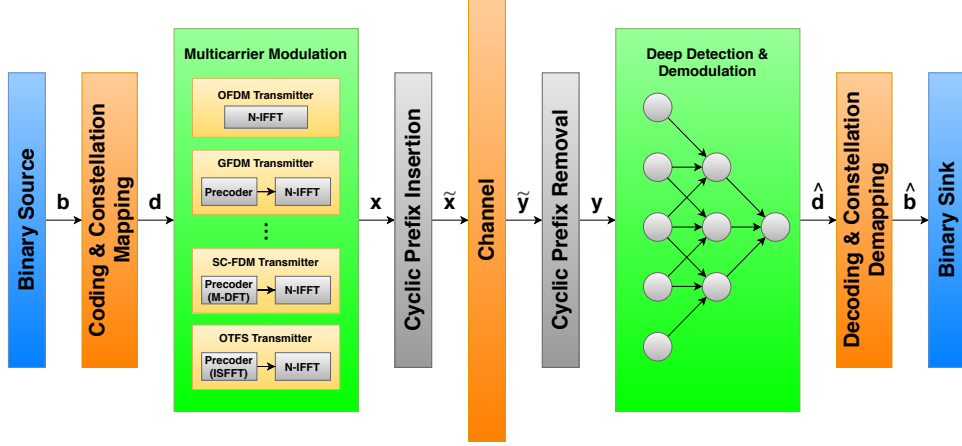 Binary Source
b
Coding & Constellation
Mapping
d
Multicarrier Modulation
OFDM Transmitter
N-IFFT
GFDM Transmitter
Precoder
N-IFFT
⋮
SC-FDM Transmitter
Precoder
(M-DFT)
N-IFFT
OTFS Transmitter
Precoder
(ISFFT)
N-IFFT
x
Cyclic Prefix Insertion
x̃
Channel
ỹ
Cyclic Prefix Removal
y
Deep Detection &
Demodulation
d̂
Decoding & Constellation
Demapping
b̂
Binary Sink